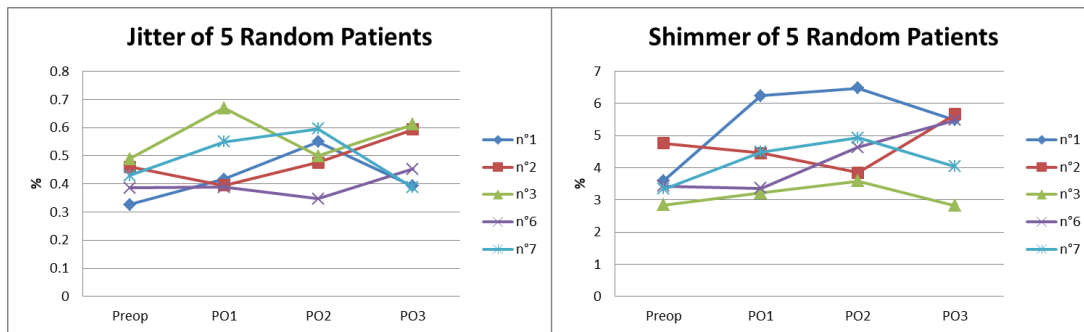 Jitter of 5 Random Patients
0.8
0.7
0.6
0.5
0.4
0.3
0.2
0.1
0
%
Preop PO1 PO2 PO3
n°1
n°2
n°3
n°6
n°7
Shimmer of 5 Random Patients
7
6
5
4
3
2
1
0
%
Preop PO1 PO2 PO3
n°1
n°2
n°3
n°6
n°7